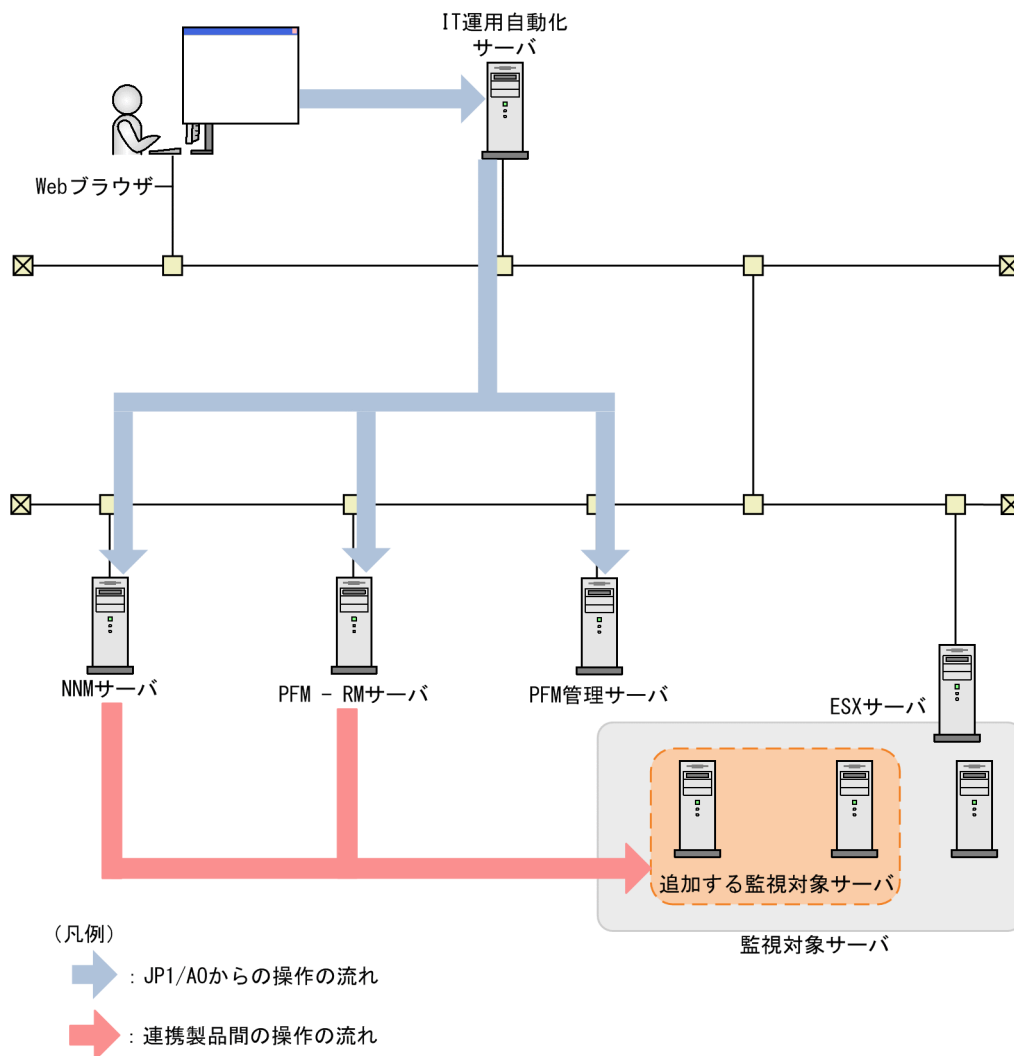 IT運用自動化
サーバ
Webブラウザー
NNMサーバ
PFM - RMサーバ
PFM管理サーバ
ESXサーバ
追加する監視対象サーバ
監視対象サーバ
(凡例)
：JP1/AOからの操作の流れ
：連携製品間の操作の流れ